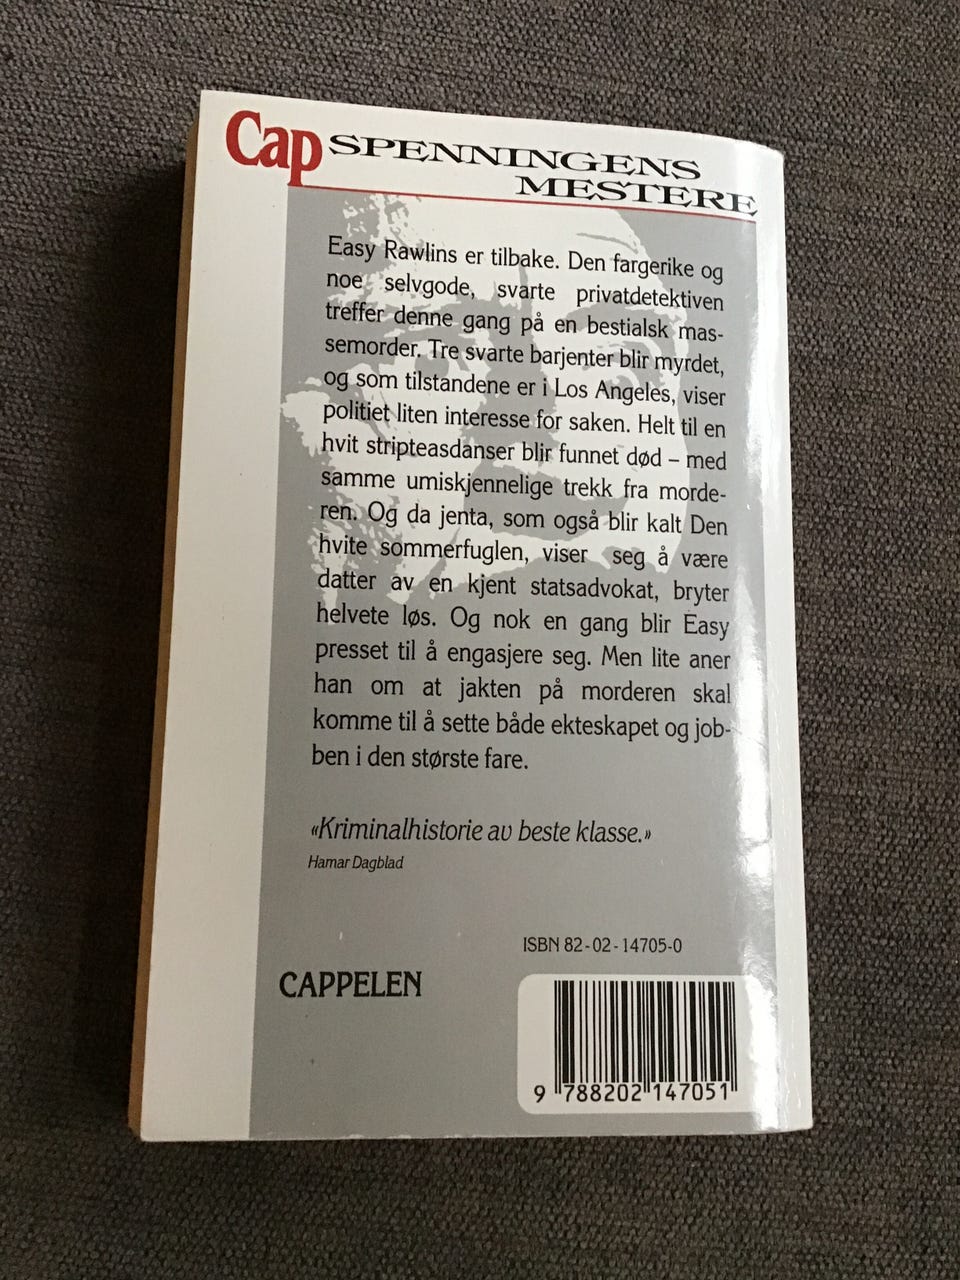 Cap SPENNINGENS
MESTERE
Easy Rawlins er tilbake. Den fargerike og
noe selvgode, svarte privatdetektiven
treffer denne gang på en bestialsk mas-
semorder. Tre svarte barjenter blir myrdet,
og som tilstandene er i Los Angeles, viser
politiet liten interesse for saken. Helt til en
hvit stripteasdanser blir funnet død – med
samme umiskjennelige trekk fra morde-
ren. Og da jenta, som også blir kalt Den
hvite sommerfuglen, viser seg å være
datter av en kjent statsadvokat, bryter
helvete løs. Og nok en gang blir Easy
presset til å engasjere seg. Men lite aner
han om at jakten på morderen skal
komme til å sette både ekteskapet og job-
ben i den største fare.
«Kriminalhistorie av beste klasse.»
Hamar Dagblad
ISBN 82-02-14705-0
CAPPELEN
9 788202 147051